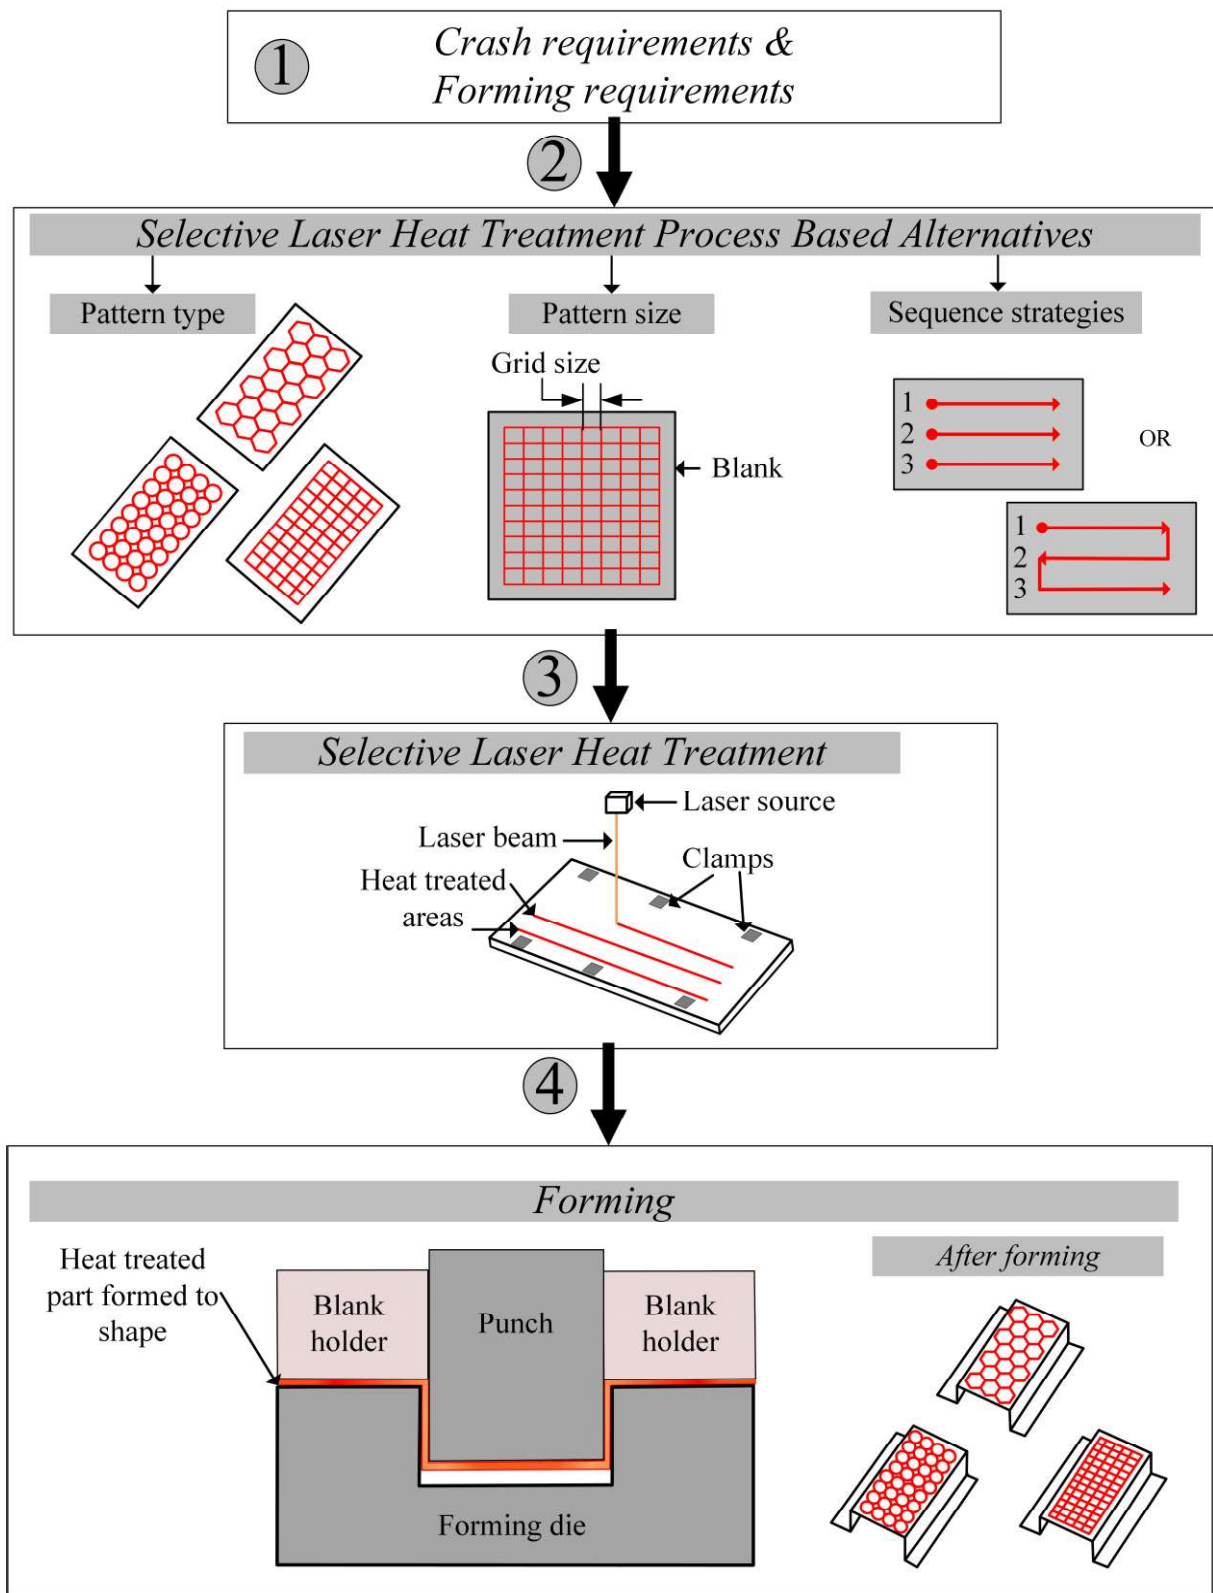 1
Crash requirements &
Forming requirements
2
Selective Laser Heat Treatment Process Based Alternatives
Pattern type
Pattern size
Sequence strategies
Grid size
Blank
1
2
3
OR
1
2
3
3
Selective Laser Heat Treatment
Laser source
Laser beam
Clamps
Heat treated
areas
4
Forming
Heat treated
part formed to
shape
Blank
holder
Punch
Blank
holder
Forming die
After forming